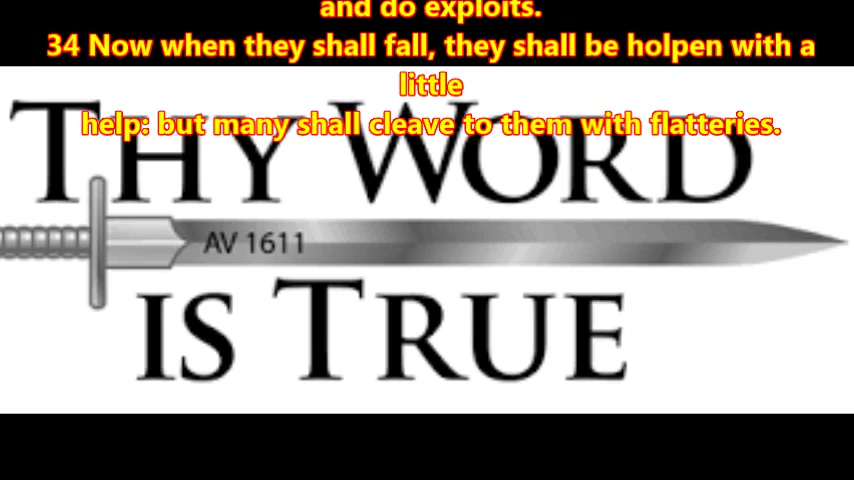 and do exploits.
34 Now when they shall fall, they shall be holpen with a
little
help: but many shall cleave to them with flatteries.
THY WORD
AV 1611
IS TRUE